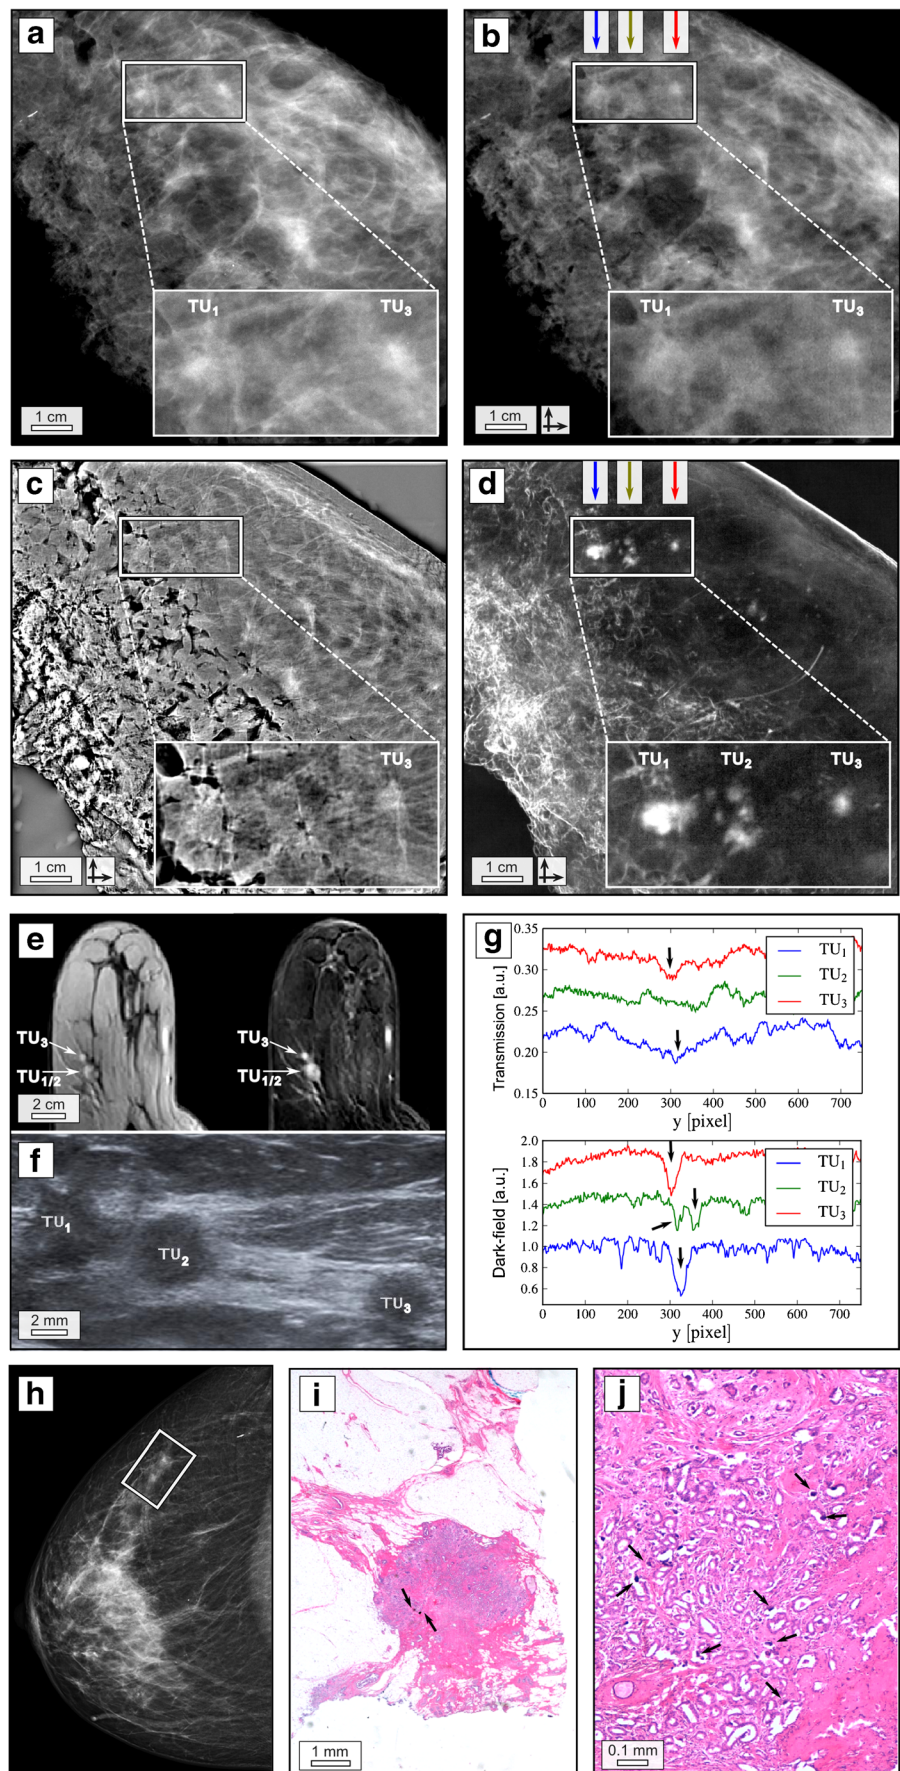 a
b
TU1
TU3
TU1
TU3
1 cm
1 cm
c
d
TU3
TU1
TU2
TU3
1 cm
1 cm
e
TU3
TU1/2
TU3
TU1/2
2 cm
f
TU1
TU2
TU3
2 mm
g
0.35
0.30
0.25
0.20
0.15
Transmission [a.u.]
TU1
TU2
TU3
0 100 200 300 400 500 600 700
y [pixel]
2.0
1.8
1.6
1.4
1.2
1.0
0.8
0.6
Dark-field [a.u.]
TU1
TU2
TU3
0 100 200 300 400 500 600 700
y [pixel]
h
i
j
1 mm
0.1 mm